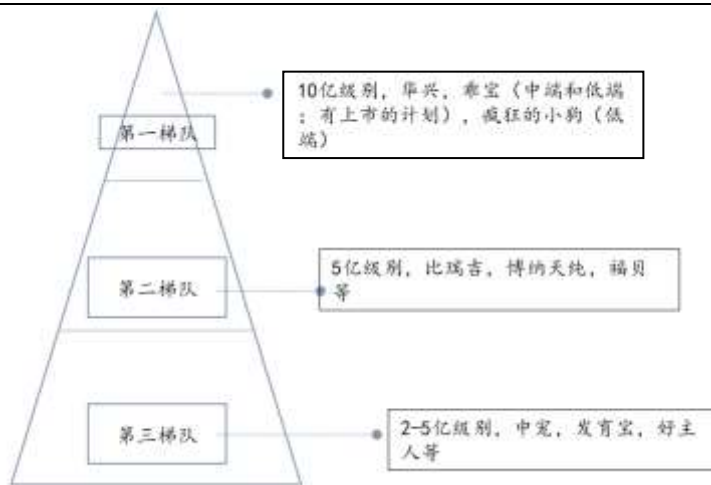 10亿级别，华兴，乖宝（中端和低端
；有上市的计划），疯狂的小狗（低
端）
第一梯队
5亿级别，比瑞吉，博纳天纯，福贝
等
第二梯队
2-5亿级别，中宠，发育宝，好主
人等
第三梯队